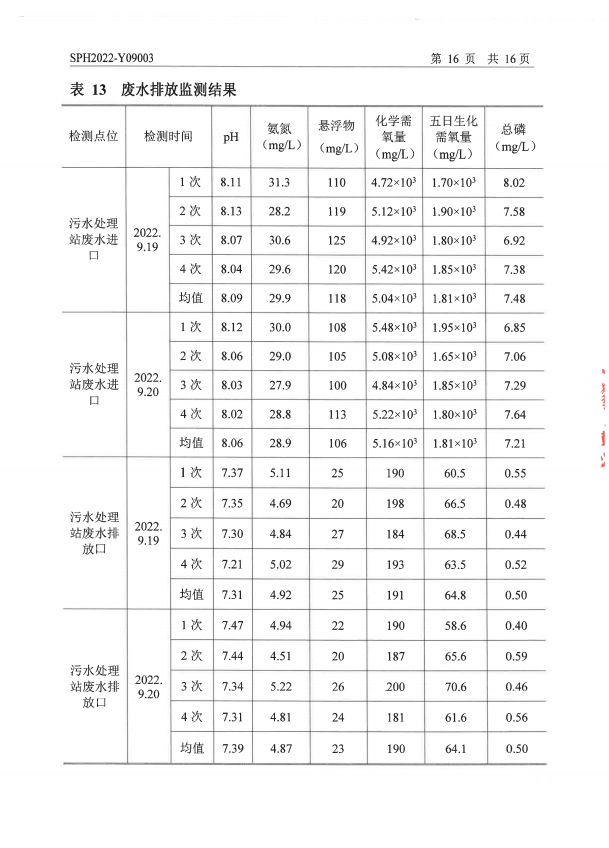 SPH2022-Y09003 第 16 页 共 16 页
表 13 废水排放监测结果
检测点位 检测时间 pH 氨氮（mg/L） 悬浮物（mg/L） 化学需氧量（mg/L） 五日生化需氧量（mg/L） 总磷（mg/L）
污水处理站废水进口 2022.9.19 1 次 8.11 31.3 110 4.72×10³ 1.70×10³ 8.02
2 次 8.13 28.2 119 5.12×10³ 1.90×10³ 7.58
3 次 8.07 30.6 125 4.92×10³ 1.80×10³ 6.92
4 次 8.04 29.6 120 5.42×10³ 1.85×10³ 7.38
均值 8.09 29.9 118 5.04×10³ 1.81×10³ 7.48
污水处理站废水进口 2022.9.20 1 次 8.12 30.0 108 5.48×10³ 1.95×10³ 6.85
2 次 8.06 29.0 105 5.08×10³ 1.65×10³ 7.06
3 次 8.03 27.9 100 4.84×10³ 1.85×10³ 7.29
4 次 8.02 28.8 113 5.22×10³ 1.80×10³ 7.64
均值 8.06 28.9 106 5.16×10³ 1.81×10³ 7.21
污水处理站废水排放口 2022.9.19 1 次 7.37 5.11 25 190 60.5 0.55
2 次 7.35 4.69 20 198 66.5 0.48
3 次 7.30 4.84 27 184 68.5 0.44
4 次 7.21 5.02 29 193 63.5 0.52
均值 7.31 4.92 25 191 64.8 0.50
污水处理站废水排放口 2022.9.20 1 次 7.47 4.94 22 190 58.6 0.40
2 次 7.44 4.51 20 187 65.6 0.59
3 次 7.34 5.22 26 200 70.6 0.46
4 次 7.31 4.81 24 181 61.6 0.56
均值 7.39 4.87 23 190 64.1 0.50